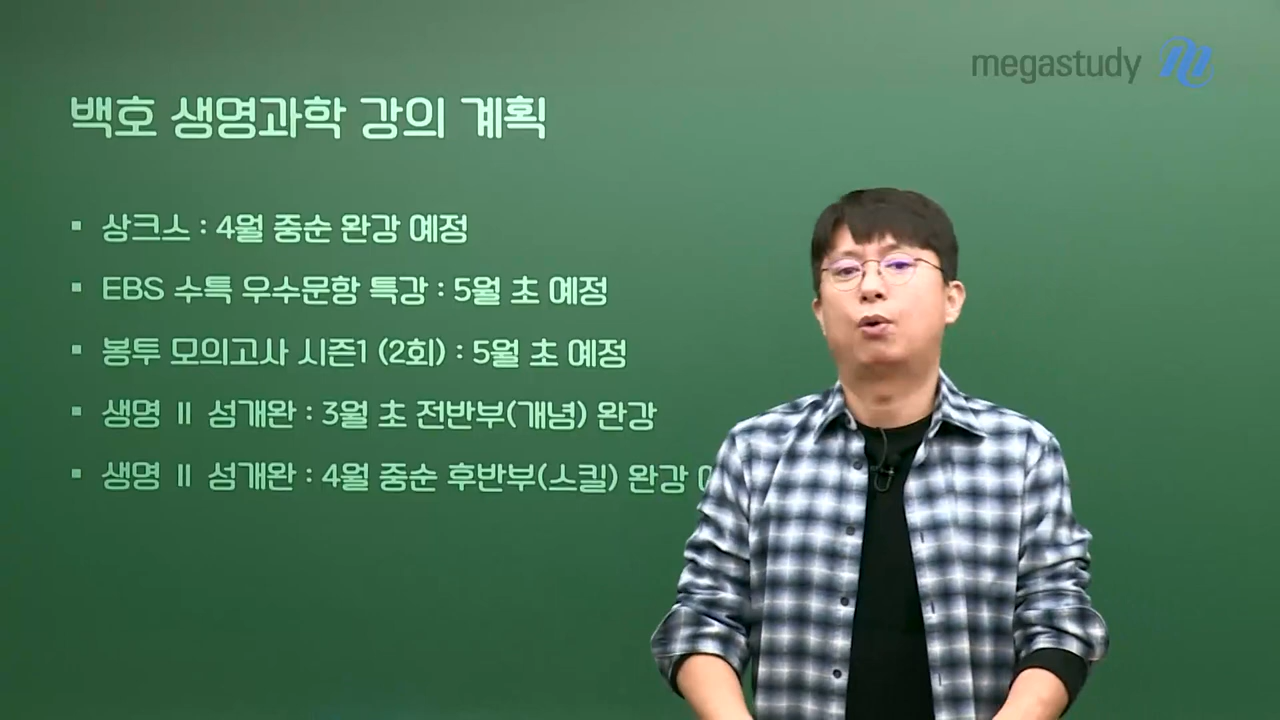 megastudy
백호 생명과학 강의 계획
▪ 상크스 : 4월 중순 완강 예정
▪ EBS 수특 우수문항 특강 : 5월 초 예정
▪ 봉투 모의고사 시즌1 (2회) : 5월 초 예정
▪ 생명 Ⅱ 섬개완 : 3월 초 전반부(개념) 완강
▪ 생명 Ⅱ 섬개완 : 4월 중순 후반부(스킬) 완강